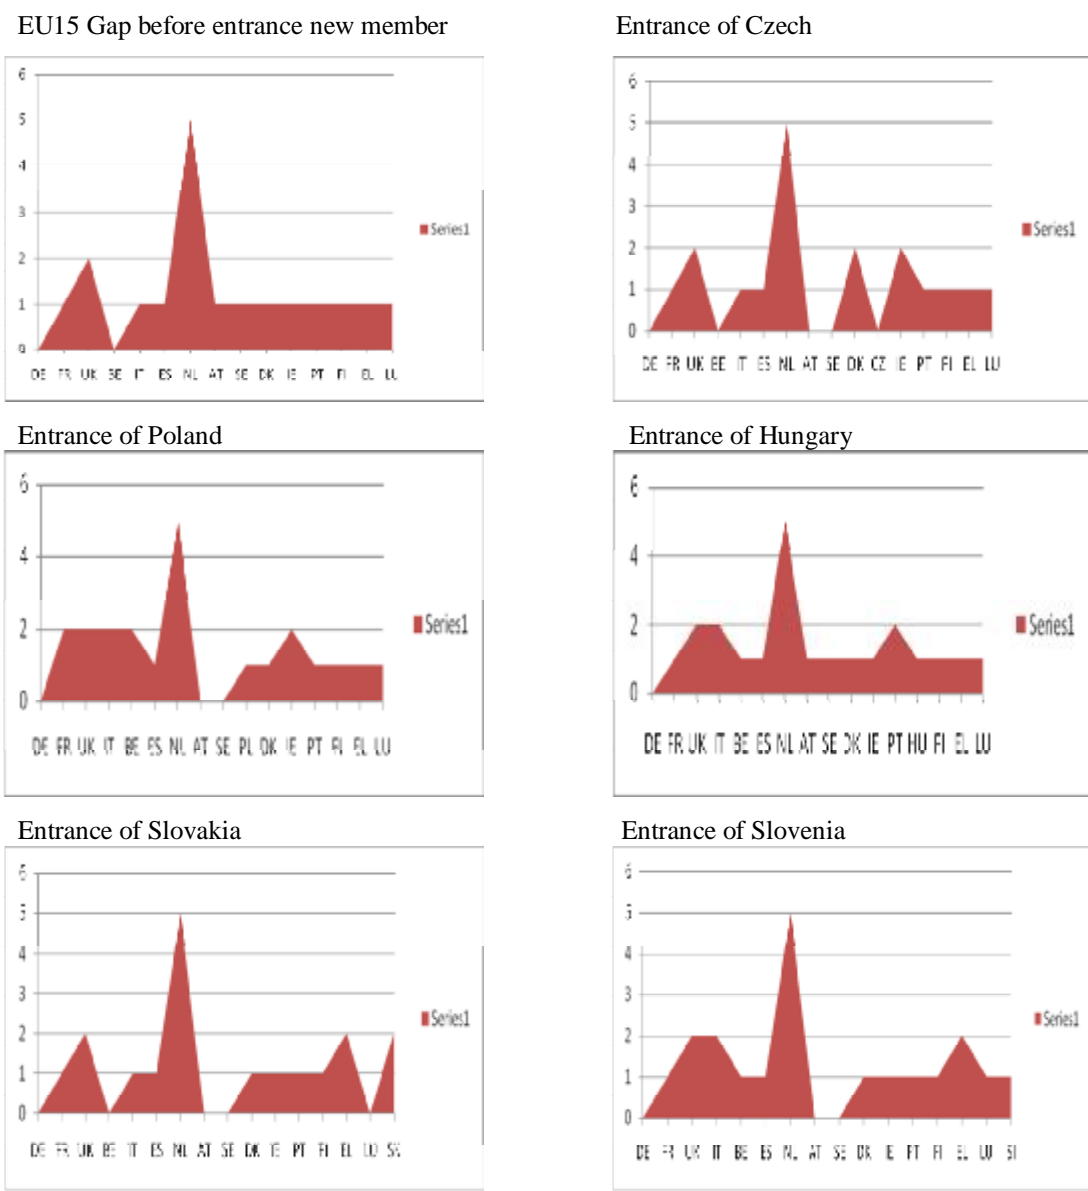 EU15 Gap before entrance new member
6
5
4
3
2
1
0
DE FR UK BE IT ES NL AT SE DK IE PT FI EL LU
Series1
Entrance of Czech
6
5
4
3
2
1
0
DE FR UK BE IT ES NL AT SE DK CZ IE PT FI EL LU
Series1
Entrance of Poland
6
4
2
0
DE FR UK IT BE ES NL AT SE PL DK IE PT FI EL LU
Series1
Entrance of Hungary
6
4
2
0
DE FR UK IT BE ES NL AT SE DK IE PT HU FI EL LU
Series1
Entrance of Slovakia
6
5
4
3
2
1
0
DE FR UK BE IT ES NL AT SE DK IE PT FI EL LU SK
Series1
Entrance of Slovenia
6
5
4
3
2
1
0
DE FR UK IT BE ES NL AT SE DK IE PT FI EL LU SI
Series1